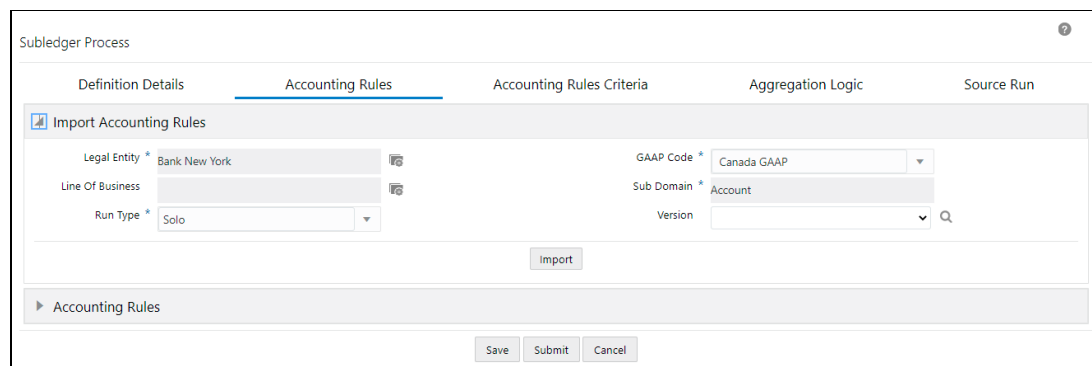 Subledger Process
Definition Details Accounting Rules Accounting Rules Criteria Aggregation Logic Source Run
Import Accounting Rules
Legal Entity * Bank New York GAAP Code * Canada GAAP
Line Of Business Sub Domain * Account
Run Type * Solo Version
Import
Accounting Rules
Save Submit Cancel